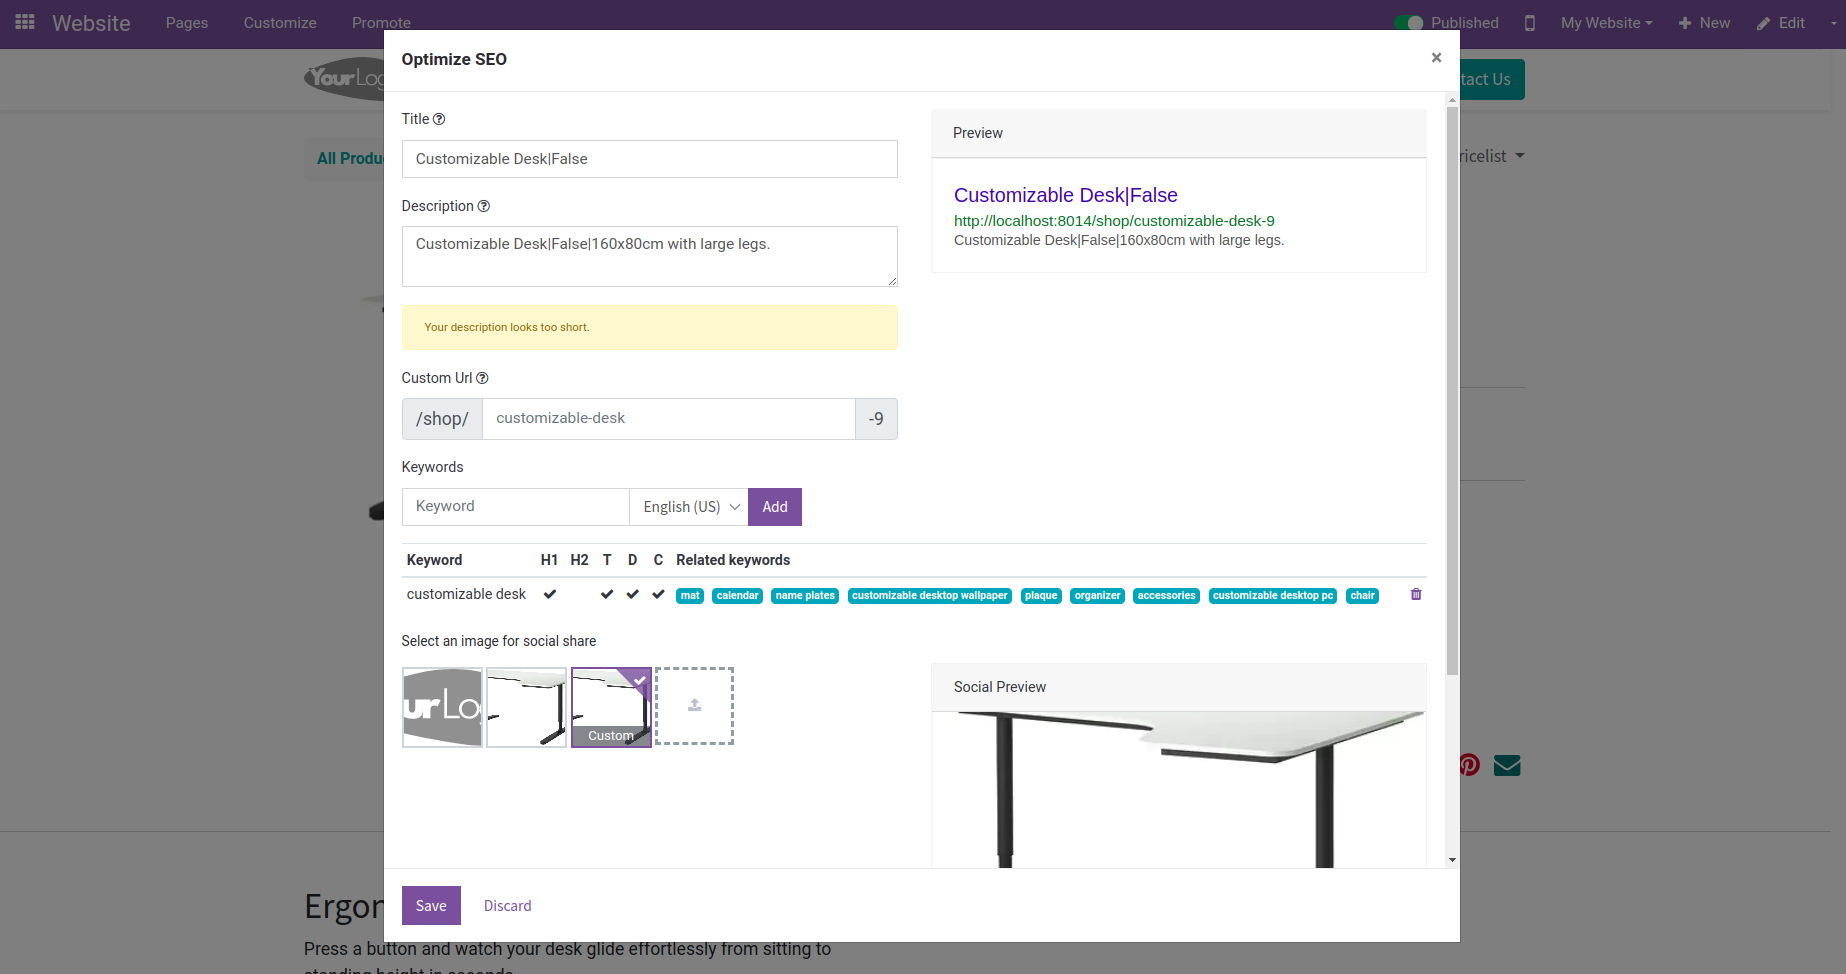 Website Pages Customize Promote Published My Website New Edit
Optimize SEO ×
YourLog
tact Us
Title
Preview
Customizable Desk|False
All Produ
ricelist
Customizable Desk|False
http://localhost:8014/shop/customizable-desk-9
Customizable Desk|False|160x80cm with large legs.
Description
Customizable Desk|False|160x80cm with large legs.
Your description looks too short.
Custom Url
/shop/ customizable-desk -9
Keywords
Keyword English (US) Add
Keyword H1 H2 T D C Related keywords
customizable desk mat calendar name plates customizable desktop wallpaper plaque organizer accessories customizable desktop pc chair
Select an image for social share
Social Preview
ur Lo
Custom
Save Discard
Ergon
Press a button and watch your desk glide effortlessly from sitting to
standing height in seconds.